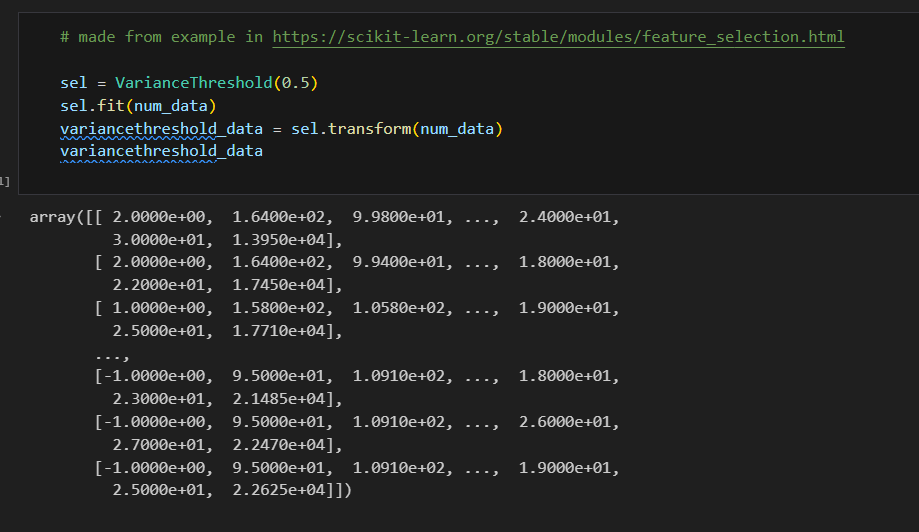 # made from example in https://scikit-learn.org/stable/modules/feature_selection.html
sel = VarianceThreshold(0.5)
sel.fit(num_data)
variancethreshold_data = sel.transform(num_data)
variancethreshold_data
1]
array([[ 2.0000e+00,  1.6400e+02,  9.9800e+01, ...,  2.4000e+01,
         3.0000e+01,  1.3950e+04],
       [ 2.0000e+00,  1.6400e+02,  9.9400e+01, ...,  1.8000e+01,
         2.2000e+01,  1.7450e+04],
       [ 1.0000e+00,  1.5800e+02,  1.0580e+02, ...,  1.9000e+01,
         2.5000e+01,  1.7710e+04],
       ...,
       [-1.0000e+00,  9.5000e+01,  1.0910e+02, ...,  1.8000e+01,
         2.3000e+01,  2.1485e+04],
       [-1.0000e+00,  9.5000e+01,  1.0910e+02, ...,  2.6000e+01,
         2.7000e+01,  2.2470e+04],
       [-1.0000e+00,  9.5000e+01,  1.0910e+02, ...,  1.9000e+01,
         2.5000e+01,  2.2625e+04]])